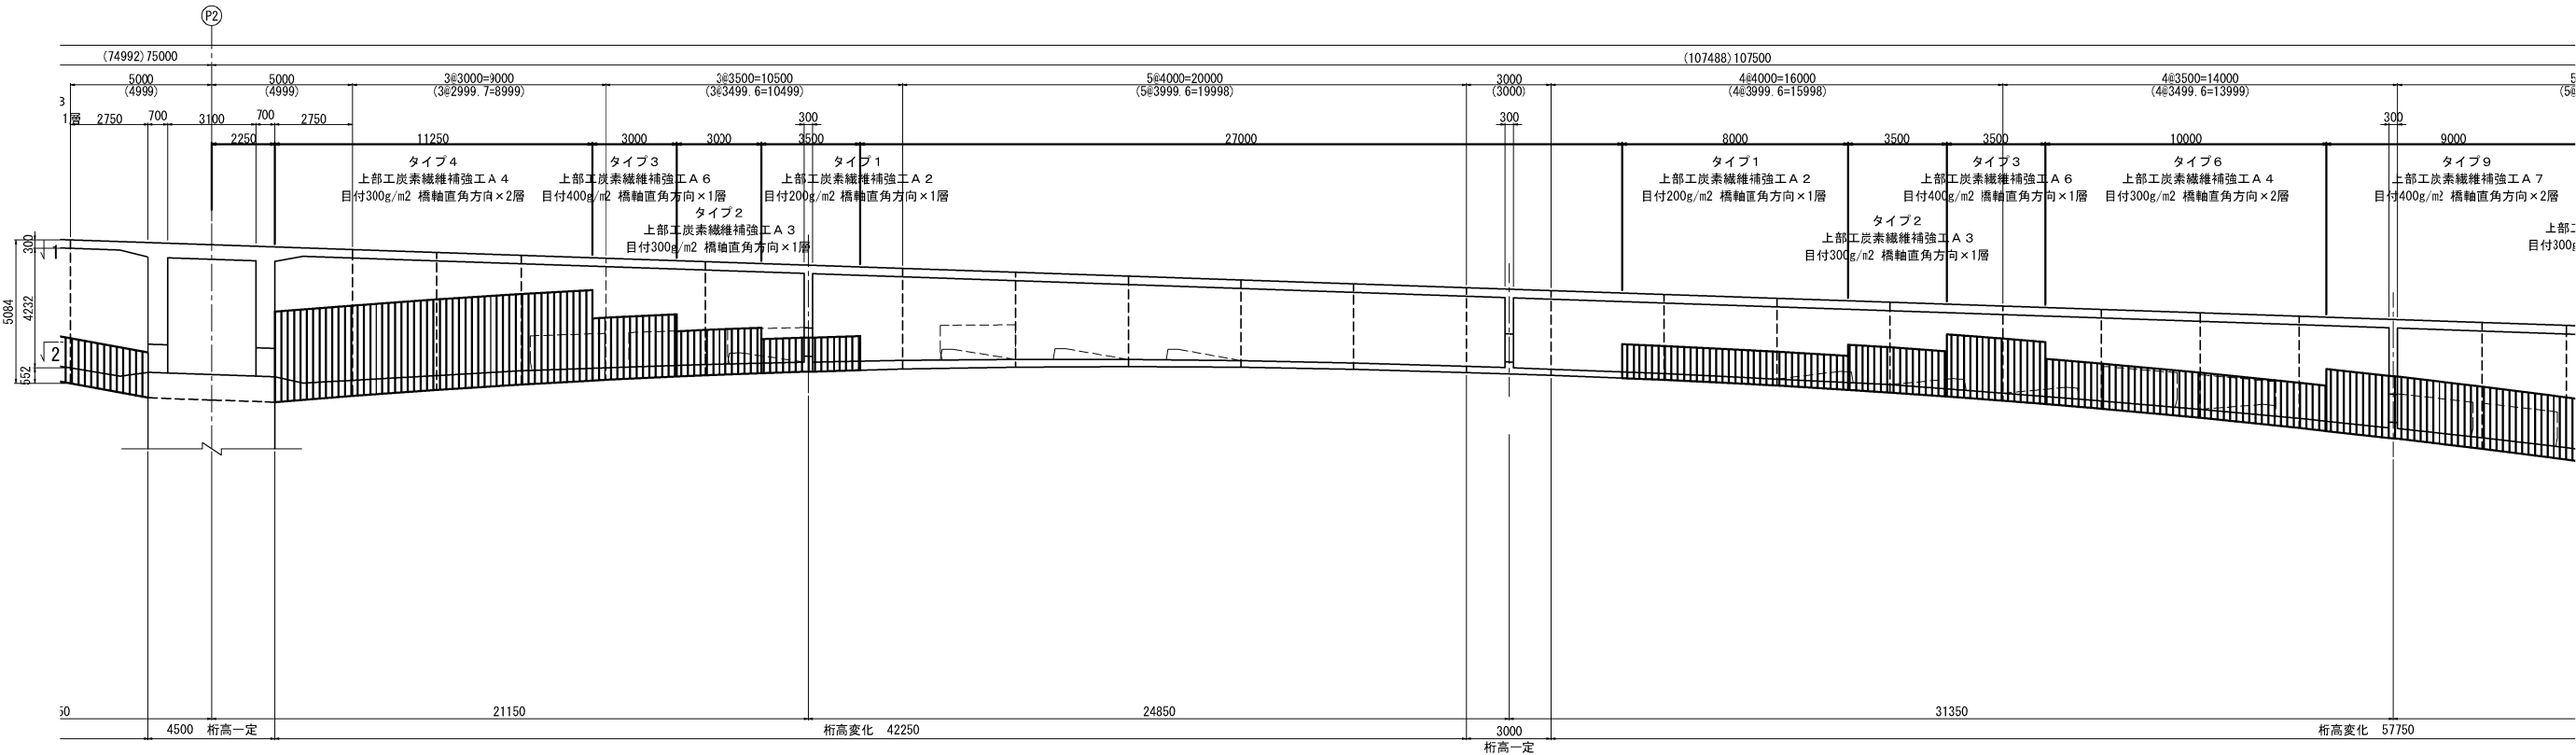 P2
(74992)75000
(107488)107500
5000
5000
3@3000=9000
3@3500=10500
5@4000=20000
3000
4@4000=16000
4@3500=14000
(4999)
(4999)
(3@2999.7=8999)
(3@3499.6=10499)
(5@3999.6=19998)
(3000)
(4@3999.6=15998)
(4@3499.6=13999)
1層
2750
700
3100
700
2750
300
300
300
2250
11250
3000
3000
3500
27000
8000
3500
3500
10000
9000
タイプ4
上部工炭素繊維補強工A4
目付300g/m2 橋軸直角方向×2層
タイプ3
上部工炭素繊維補強工A6
目付400g/m2 橋軸直角方向×1層
タイプ2
上部工炭素繊維補強工A3
目付300g/m2 橋軸直角方向×1層
タイプ1
上部工炭素繊維補強工A2
目付200g/m2 橋軸直角方向×1層
タイプ1
上部工炭素繊維補強工A2
目付200g/m2 橋軸直角方向×1層
タイプ2
上部工炭素繊維補強工A3
目付300g/m2 橋軸直角方向×1層
タイプ3
上部工炭素繊維補強工A6
目付400g/m2 橋軸直角方向×1層
タイプ6
上部工炭素繊維補強工A4
目付300g/m2 橋軸直角方向×2層
タイプ9
上部工炭素繊維補強工A7
目付400g/m2 橋軸直角方向×2層
上部
目付300
300
1
5084
4232
2
552
50
21150
24850
31350
4500 桁高一定
桁高変化 42250
3000
桁高一定
桁高変化 57750